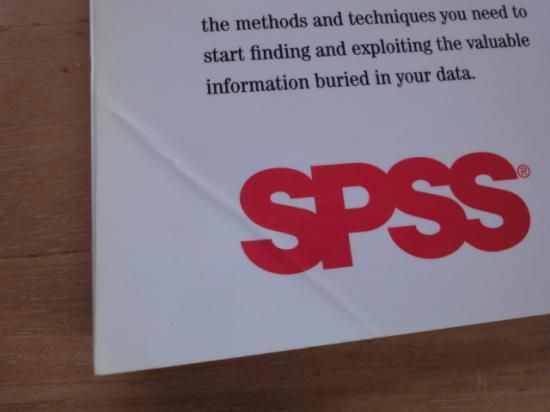 the methods and techniques you need to
start finding and exploiting the valuable
information buried in your data.
SPSS®